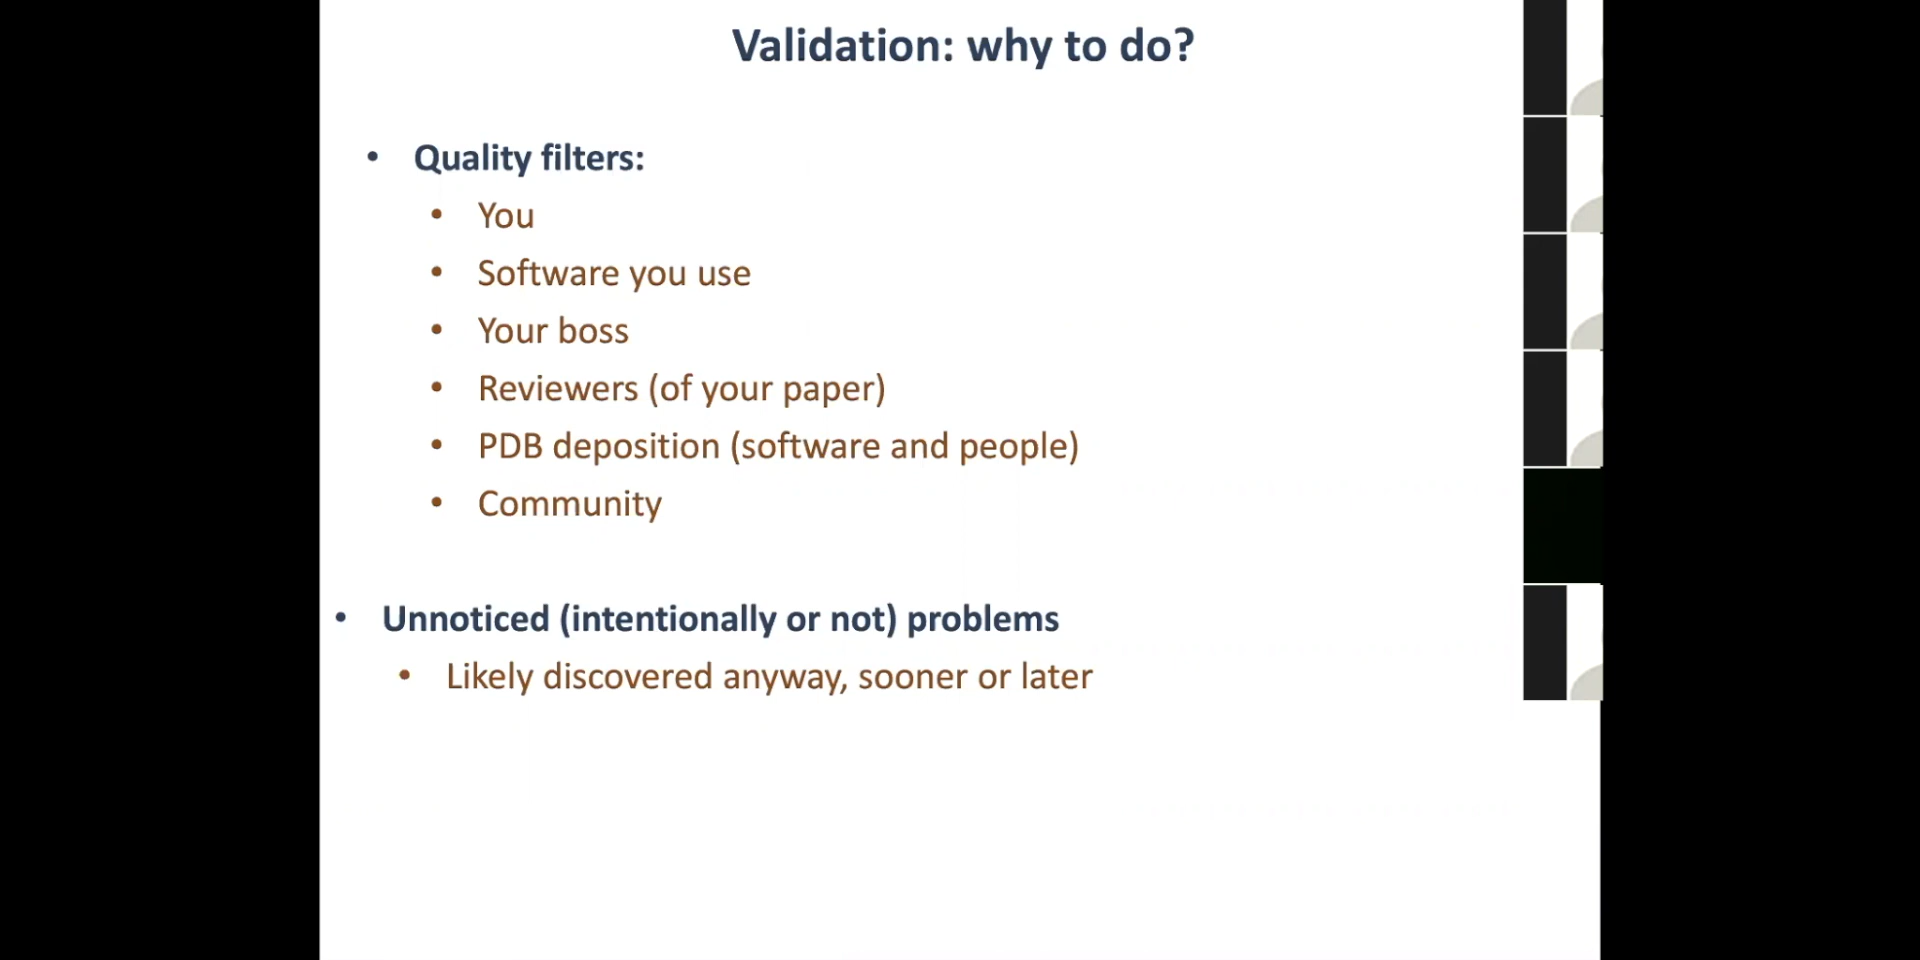 Validation: why to do?
• Quality filters:
• You
• Software you use
• Your boss
• Reviewers (of your paper)
• PDB deposition (software and people)
• Community
• Unnoticed (intentionally or not) problems
• Likely discovered anyway, sooner or later